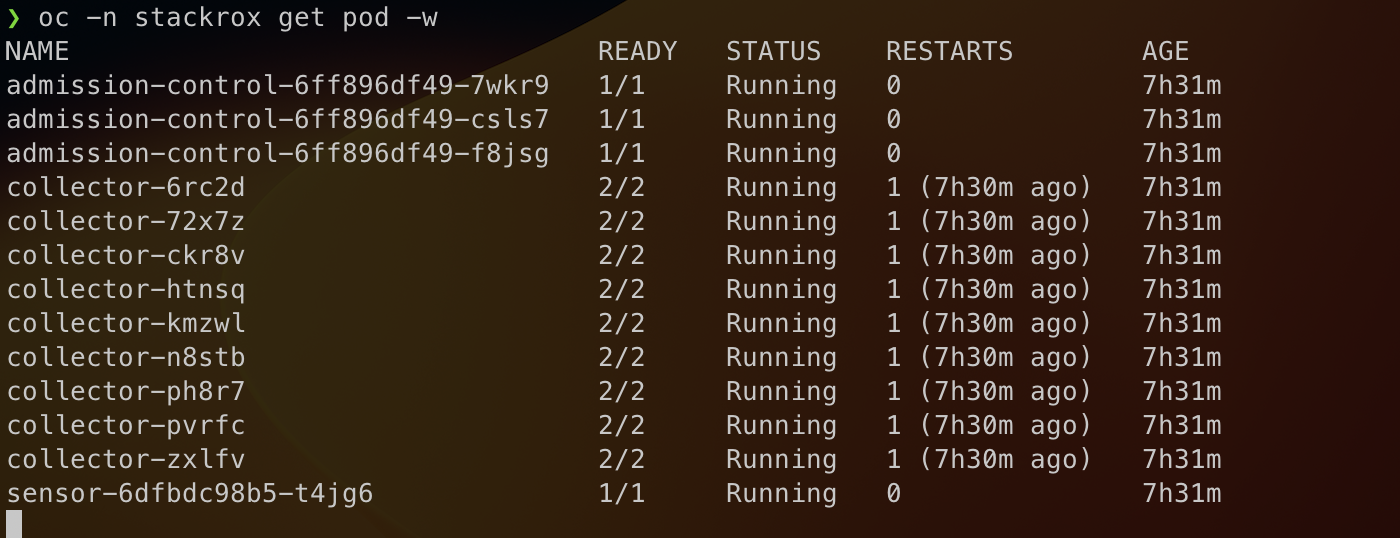 ❯ oc -n stackrox get pod -w
NAME READY STATUS RESTARTS AGE
admission-control-6ff896df49-7wkr9 1/1 Running 0 7h31m
admission-control-6ff896df49-csls7 1/1 Running 0 7h31m
admission-control-6ff896df49-f8jsg 1/1 Running 0 7h31m
collector-6rc2d 2/2 Running 1 (7h30m ago) 7h31m
collector-72x7z 2/2 Running 1 (7h30m ago) 7h31m
collector-ckr8v 2/2 Running 1 (7h30m ago) 7h31m
collector-htnsq 2/2 Running 1 (7h30m ago) 7h31m
collector-kmzwl 2/2 Running 1 (7h30m ago) 7h31m
collector-n8stb 2/2 Running 1 (7h30m ago) 7h31m
collector-ph8r7 2/2 Running 1 (7h30m ago) 7h31m
collector-pvrfc 2/2 Running 1 (7h30m ago) 7h31m
collector-zxlfv 2/2 Running 1 (7h30m ago) 7h31m
sensor-6dfbdc98b5-t4jg6 1/1 Running 0 7h31m